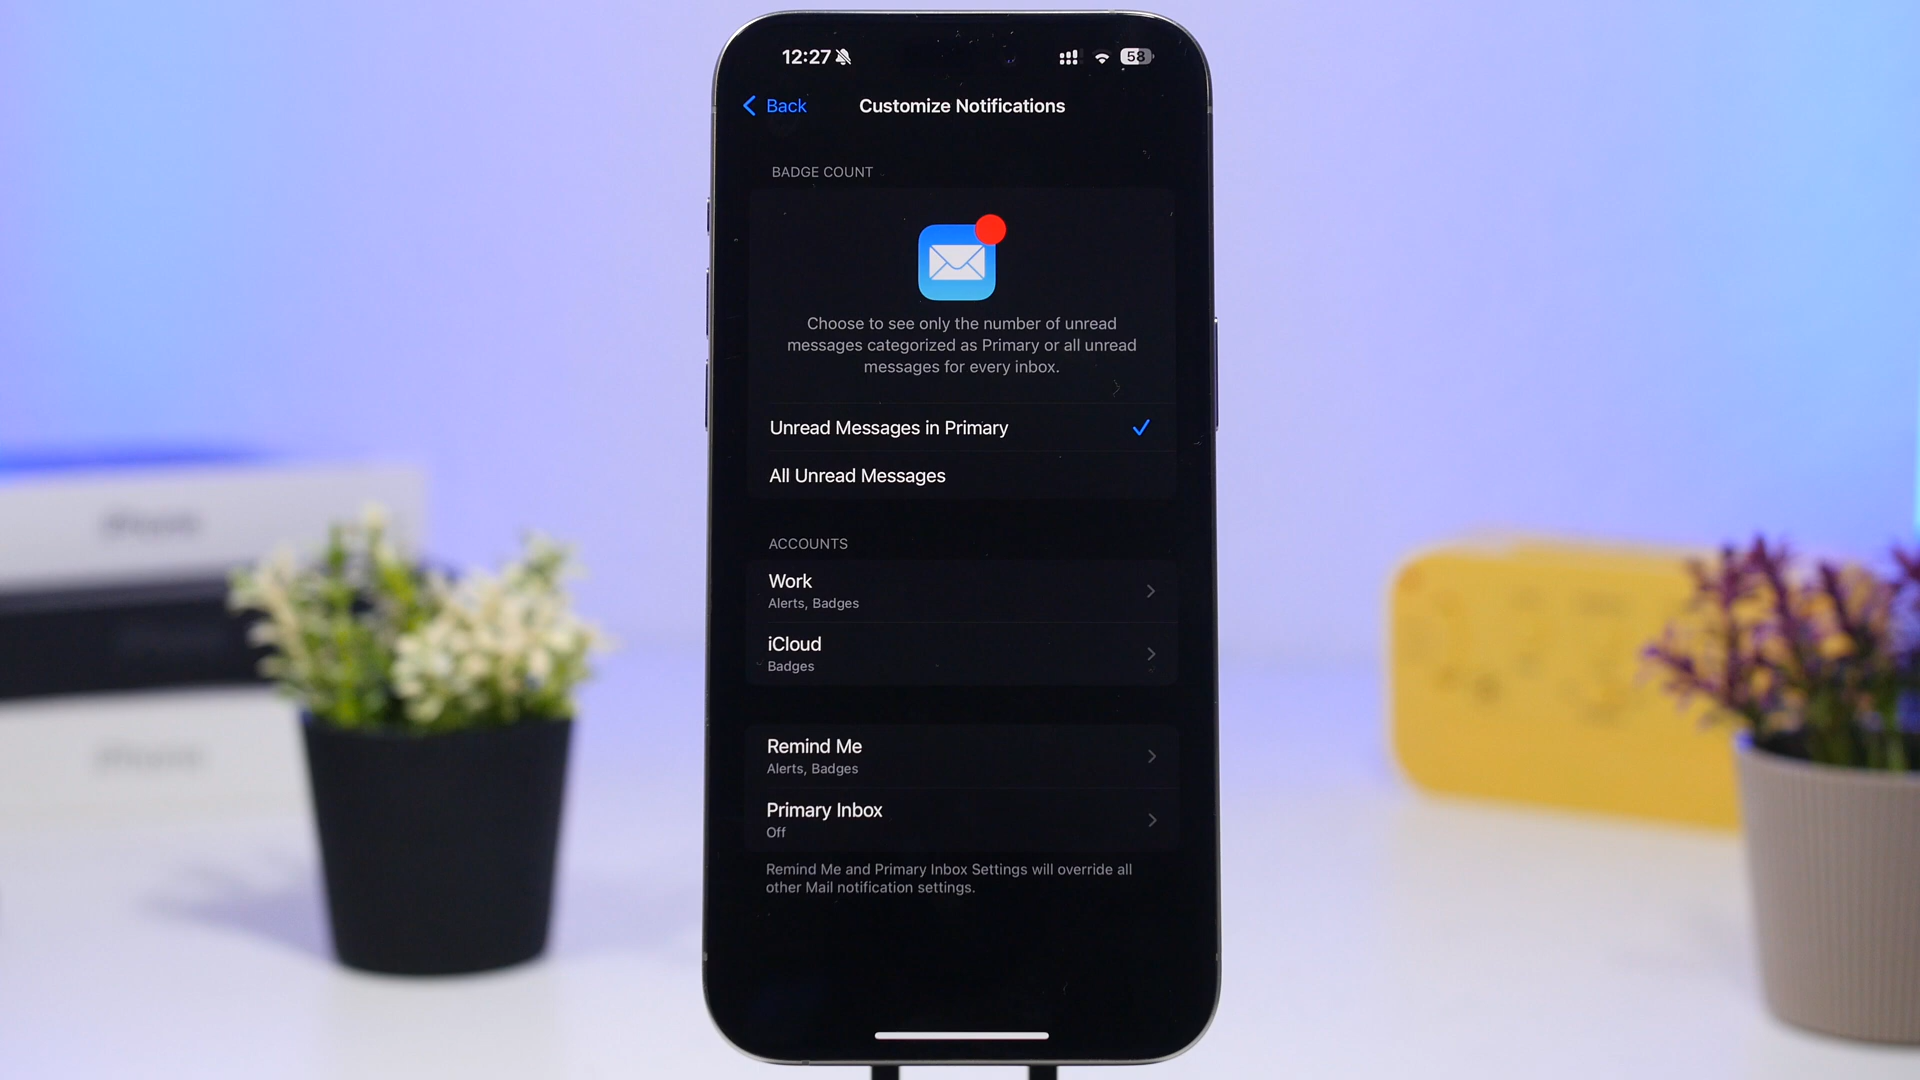 12:27
58
Back
Customize Notifications
BADGE COUNT
Choose to see only the number of unread
messages categorized as Primary or all unread
messages for every inbox.
Unread Messages in Primary
All Unread Messages
ACCOUNTS
Work
Alerts, Badges
iCloud
Badges
Remind Me
Alerts, Badges
Primary Inbox
Off
Remind Me and Primary Inbox Settings will override all
other Mail notification settings.